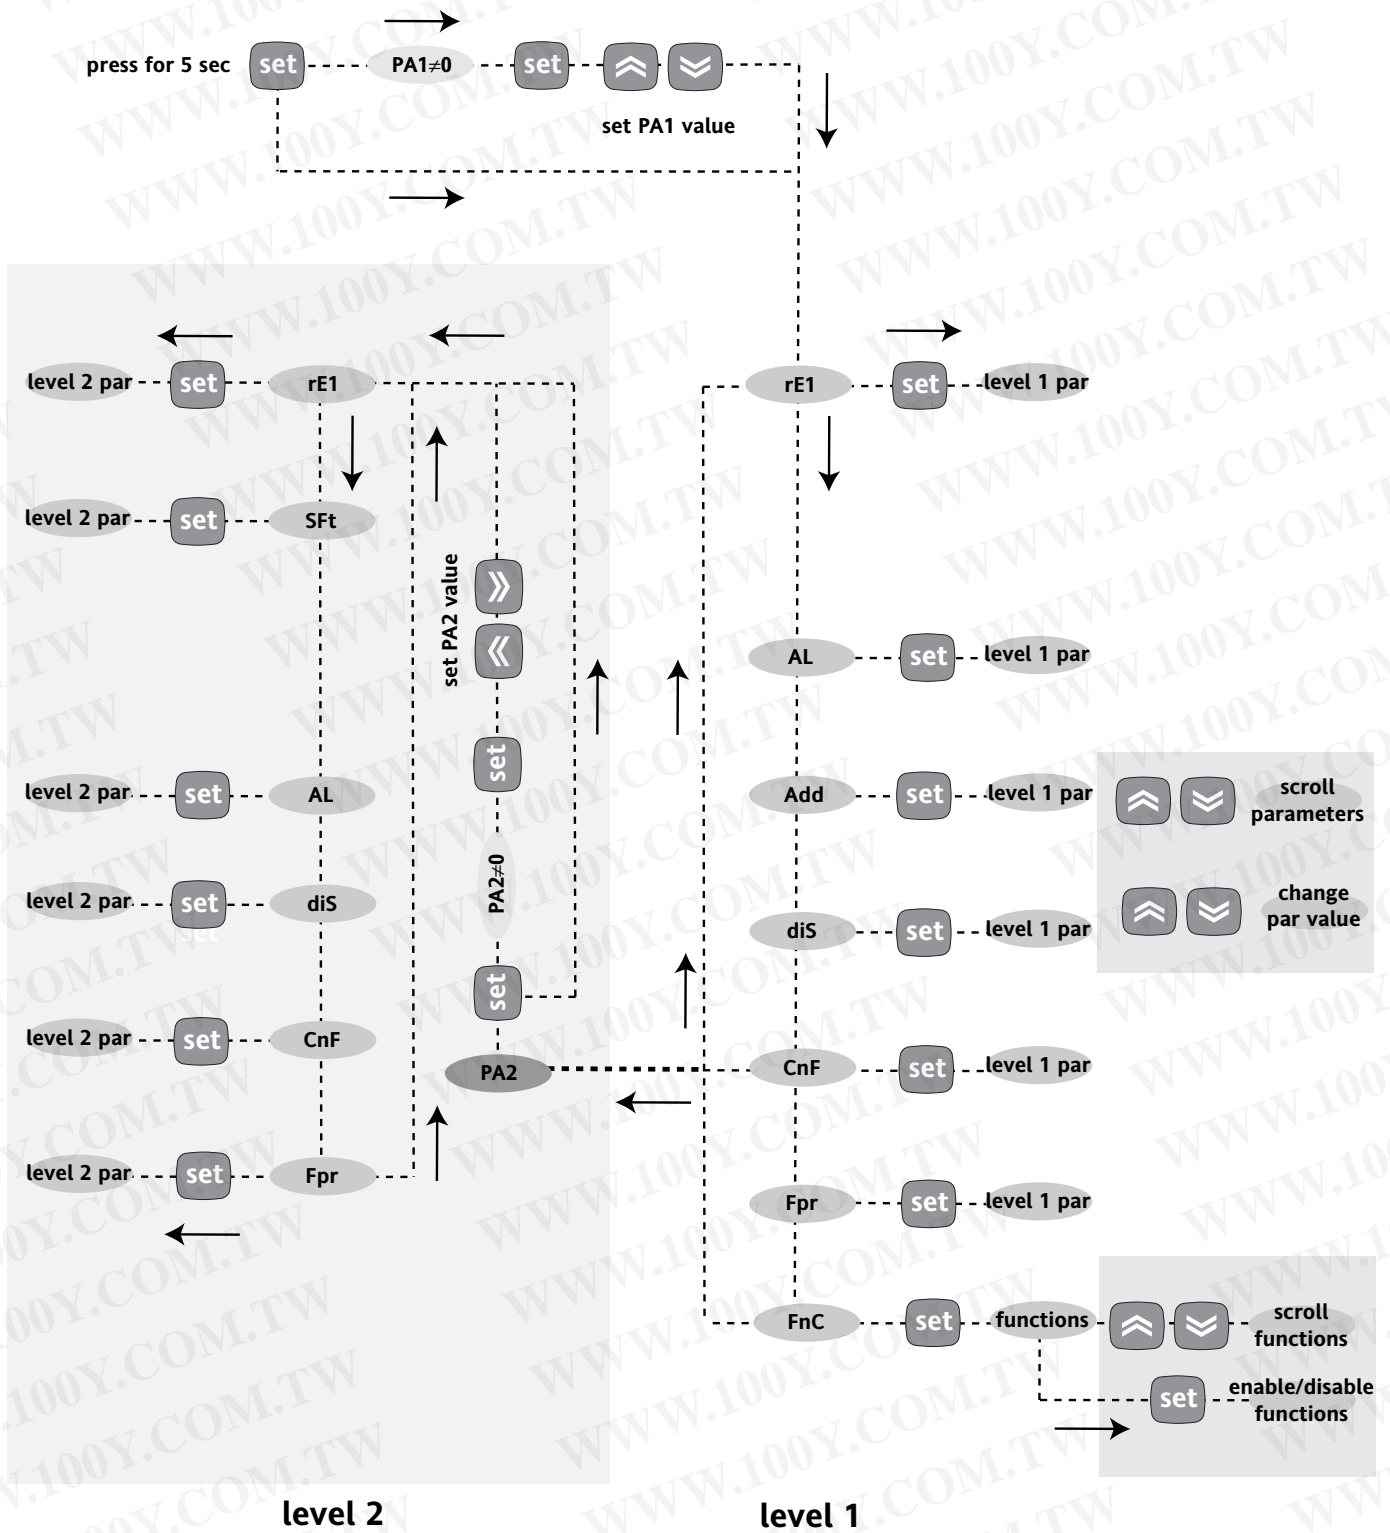 press for 5 sec set PA1≠0 set
set PA1 value
level 2 par set rE1
rE1 set level 1 par
level 2 par set SFt
set PA2 value
set
PA2≠0
set
PA2
AL set level 1 par
level 2 par set AL
Add set level 1 par
scroll
parameters
level 2 par set diS
set
diS set level 1 par
change
par value
level 2 par set CnF
CnF set level 1 par
level 2 par set Fpr
Fpr set level 1 par
FnC set functions
scroll
functions
set enable/disable
functions
level 2
level 1
WWW.100Y.COM.TW